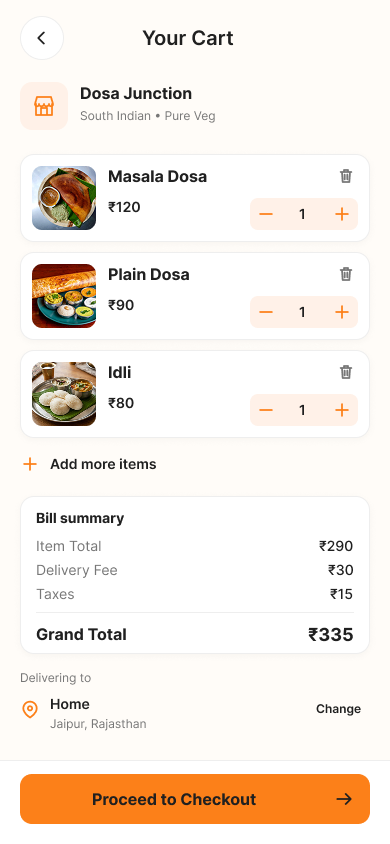 Your Cart
Dosa Junction
South Indian • Pure Veg
Masala Dosa
₹120
1
Plain Dosa
₹90
1
Idli
₹80
1
Add more items
Bill summary
Item Total ₹290
Delivery Fee ₹30
Taxes ₹15
Grand Total ₹335
Delivering to
Home
Change
Jaipur, Rajasthan
Proceed to Checkout